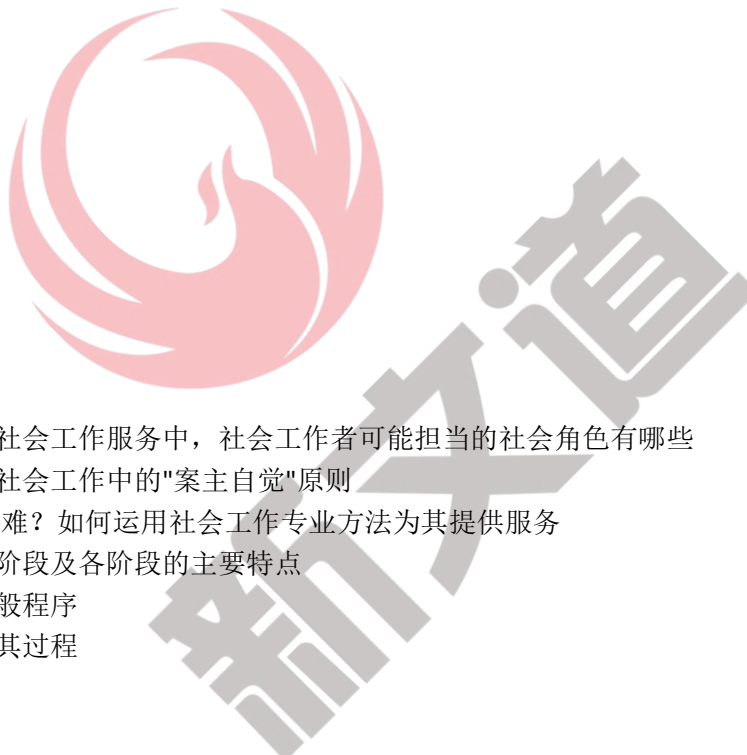 社会工作服务中，社会工作者可能担当的社会角色有哪些
社会工作中的"案主自觉"原则
难？如何运用社会工作专业方法为其提供服务
阶段及各阶段的主要特点
般程序
其过程
新文道